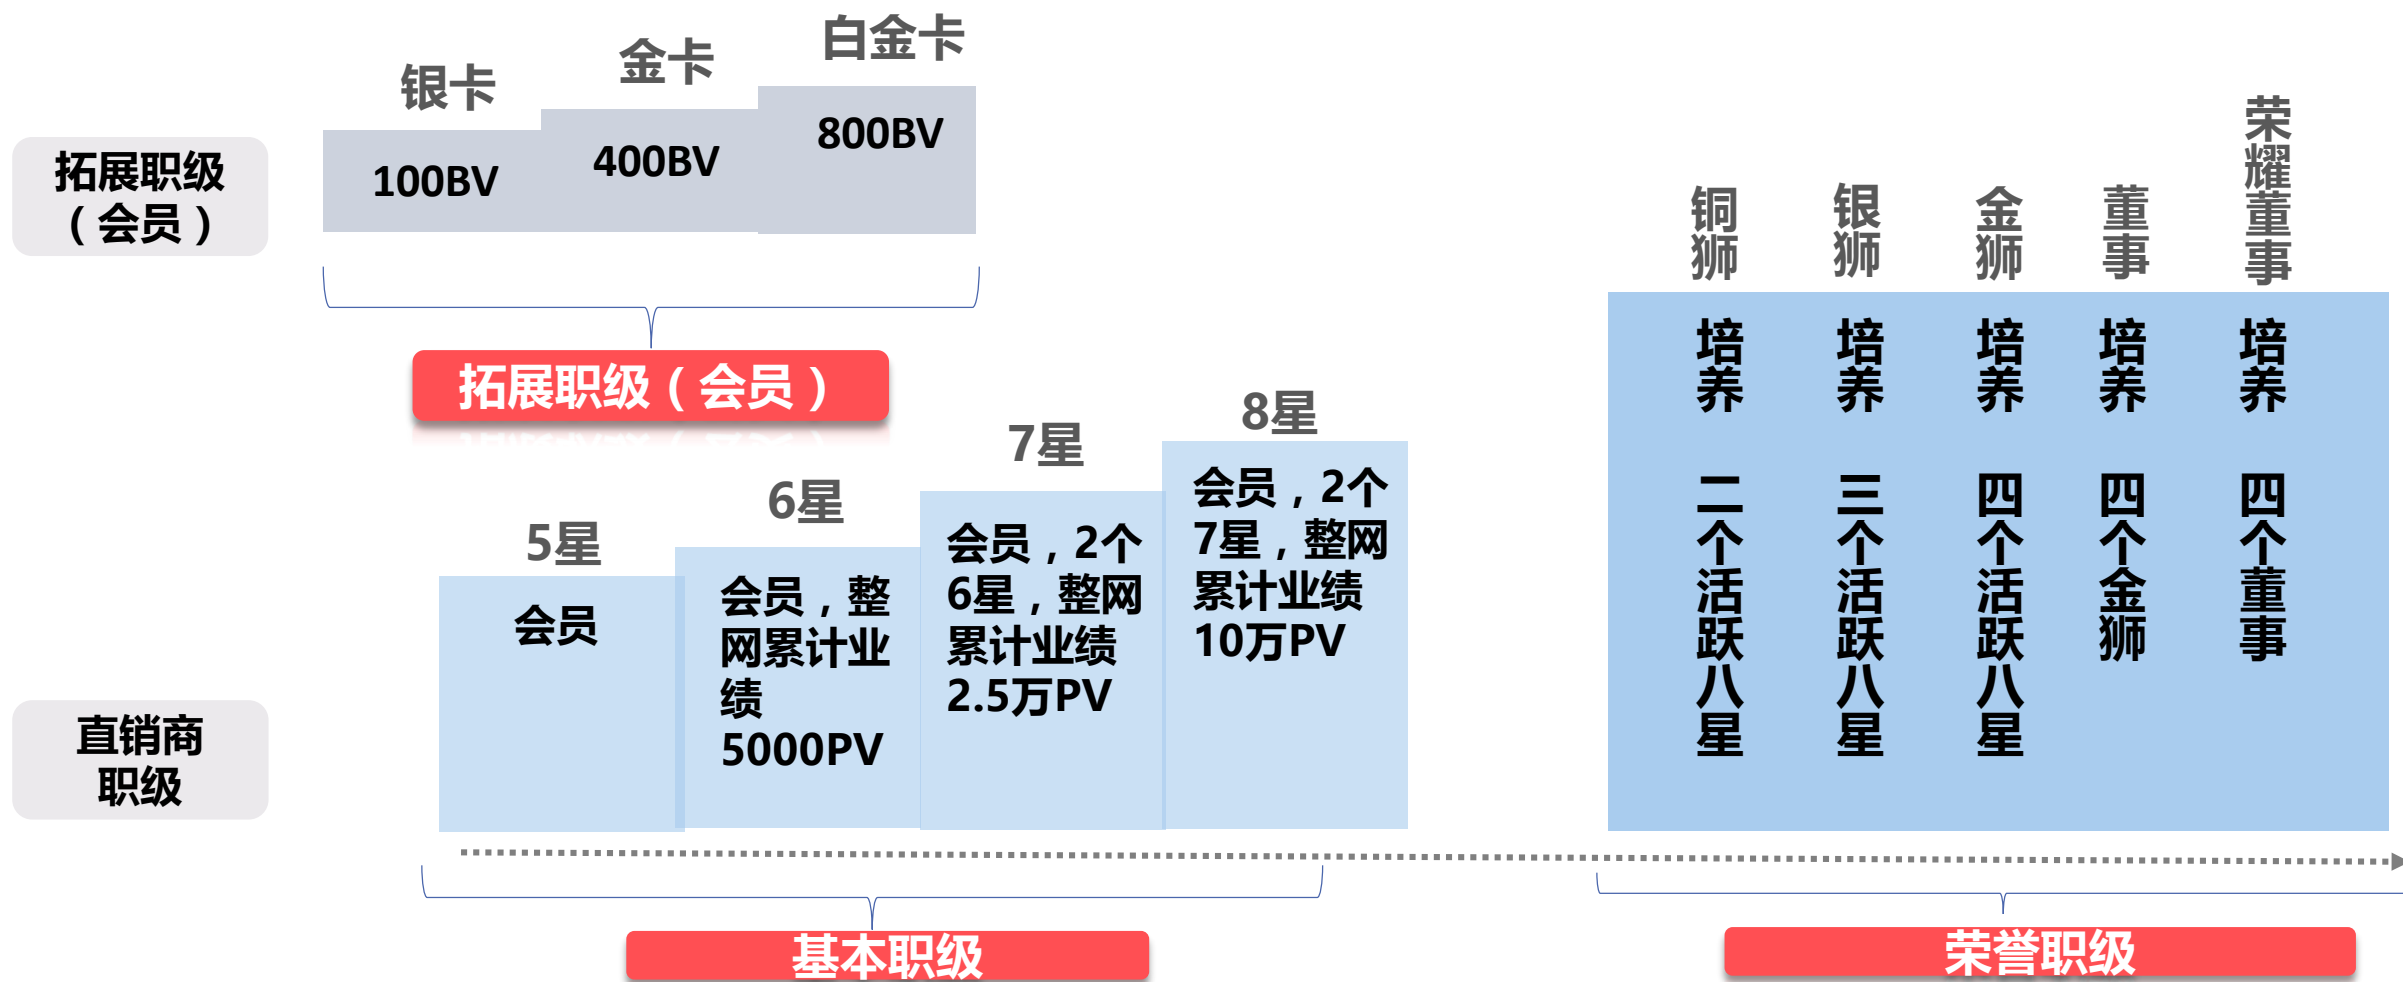 拓展职级
（会员）
银卡
100BV
金卡
400BV
白金卡
800BV
拓展职级（会员）
直销商
职级
5星
会员
6星
会员，整
网累计业
绩
5000PV
7星
会员，2个
6星，整网
累计业绩
2.5万PV
8星
会员，2个
7星，整网
累计业绩
10万PV
基本职级
铜狮
培养 二个活跃八星
银狮
培养 三个活跃八星
金狮
培养 四个活跃八星
董事
培养 四个金狮
荣耀董事
培养 四个董事
荣誉职级